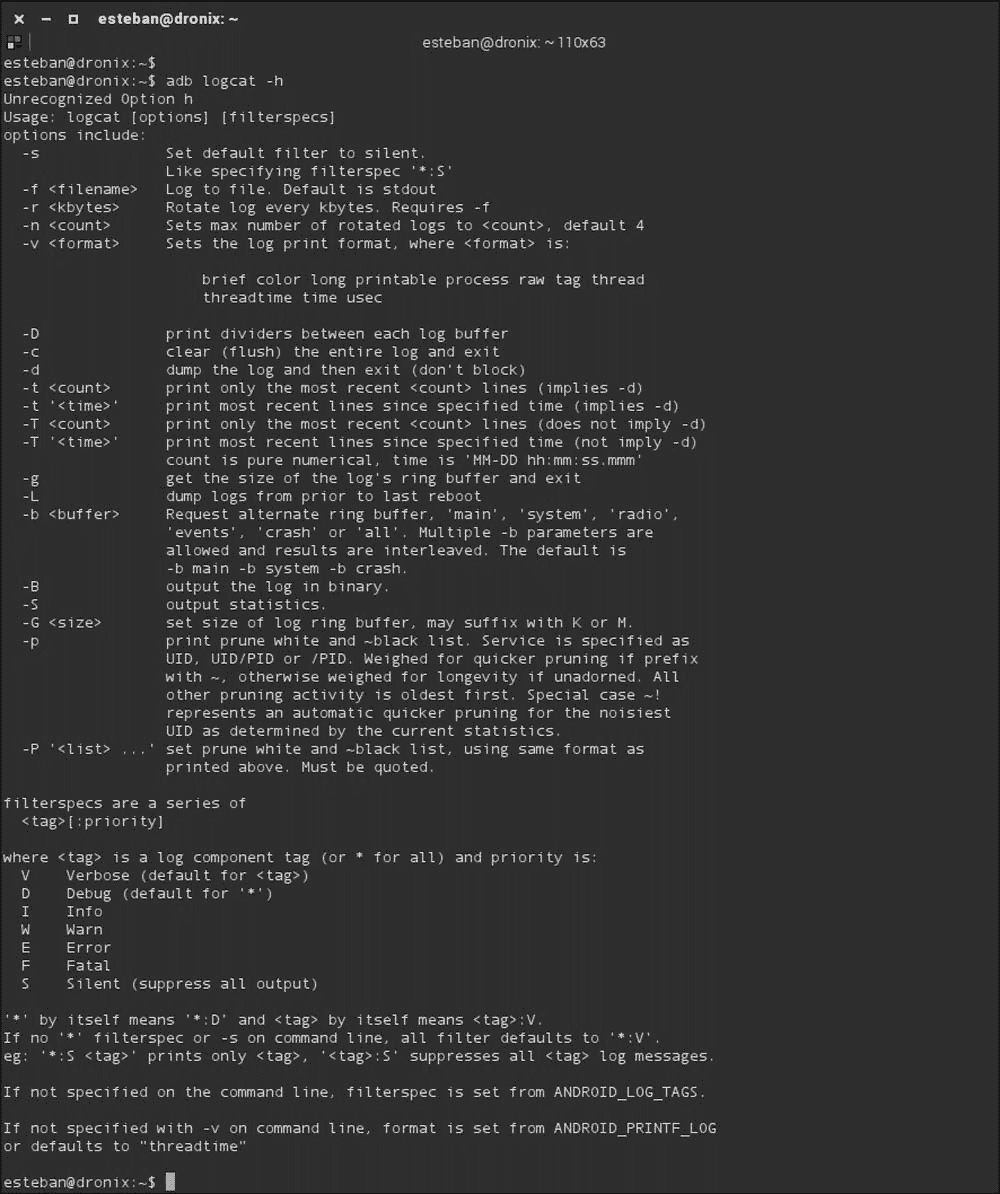 esteban@dronix: ~
esteban@dronix: ~ 110x63
esteban@dronix:~$
esteban@dronix:~$ adb logcat -h
Unrecognized Option h
Usage: logcat [options] [filterspecs]
options include:
  -s              Set default filter to silent.
                  Like specifying filterspec '*:S'
  -f <filename>   Log to file. Default is stdout
  -r <kbytes>     Rotate log every kbytes. Requires -f
  -n <count>      Sets max number of rotated logs to <count>, default 4
  -v <format>     Sets the log print format, where <format> is:
                      brief color long printable process raw tag thread
                      threadtime time usec
  -D              print dividers between each log buffer
  -c              clear (flush) the entire log and exit
  -d              dump the log and then exit (don't block)
  -t <count>      print only the most recent <count> lines (implies -d)
  -t '<time>'     print most recent lines since specified time (implies -d)
  -T <count>      print only the most recent <count> lines (does not imply -d)
  -T '<time>'     print most recent lines since specified time (not imply -d)
                  count is pure numerical, time is 'MM-DD hh:mm:ss.mmm'
  -g              get the size of the log's ring buffer and exit
  -L              dump logs from prior to last reboot
  -b <buffer>     Request alternate ring buffer, 'main', 'system', 'radio',
                  'events', 'crash' or 'all'. Multiple -b parameters are
                  allowed and results are interleaved. The default is
                  -b main -b system -b crash.
  -B              output the log in binary.
  -S              output statistics.
  -G <size>       set size of log ring buffer, may suffix with K or M.
  -p              print prune white and ~black list. Service is specified as
                  UID, UID/PID or /PID. Weighed for quicker pruning if prefix
                  with ~, otherwise weighed for longevity if unadorned. All
                  other pruning activity is oldest first. Special case ~!
                  represents an automatic quicker pruning for the noisiest
                  UID as determined by the current statistics.
  -P '<list> ...' set prune white and ~black list, using same format as
                  printed above. Must be quoted.
filterspecs are a series of
  <tag>[:priority]
where <tag> is a log component tag (or * for all) and priority is:
  V    Verbose (default for <tag>)
  D    Debug (default for '*')
  I    Info
  W    Warn
  E    Error
  F    Fatal
  S    Silent (suppress all output)
'*' by itself means '*:D' and <tag> by itself means <tag>:V.
If no '*' filterspec or -s on command line, all filter defaults to '*:V'.
eg: '*:S <tag>' prints only <tag>, '<tag>:S' suppresses all <tag> log messages.
If not specified on the command line, filterspec is set from ANDROID_LOG_TAGS.
If not specified with -v on command line, format is set from ANDROID_PRINTF_LOG
or defaults to "threadtime"
esteban@dronix:~$